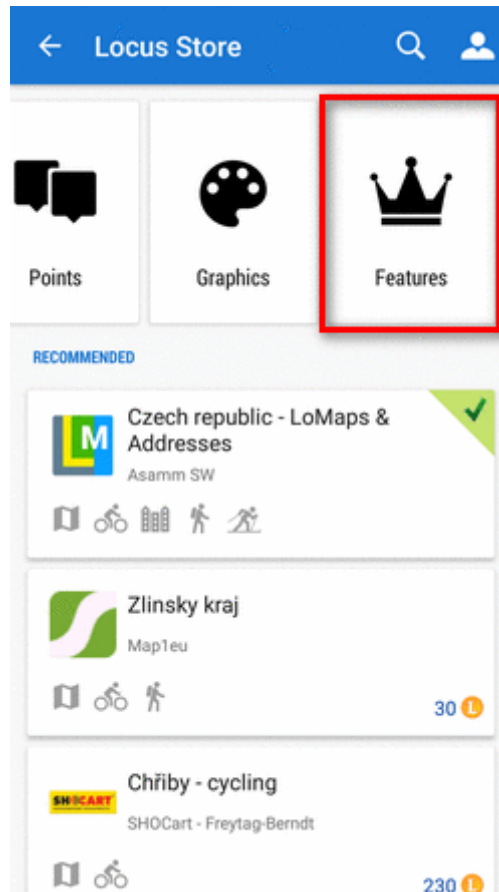 Locus Store
Points
Graphics
Features
RECOMMENDED
Czech republic - LoMaps &
Addresses
Asamm SW
Zlinsky kraj
Map1eu
30 L
SHOCART
Chřiby - cycling
SHOCart - Freytag-Berndt
230 L